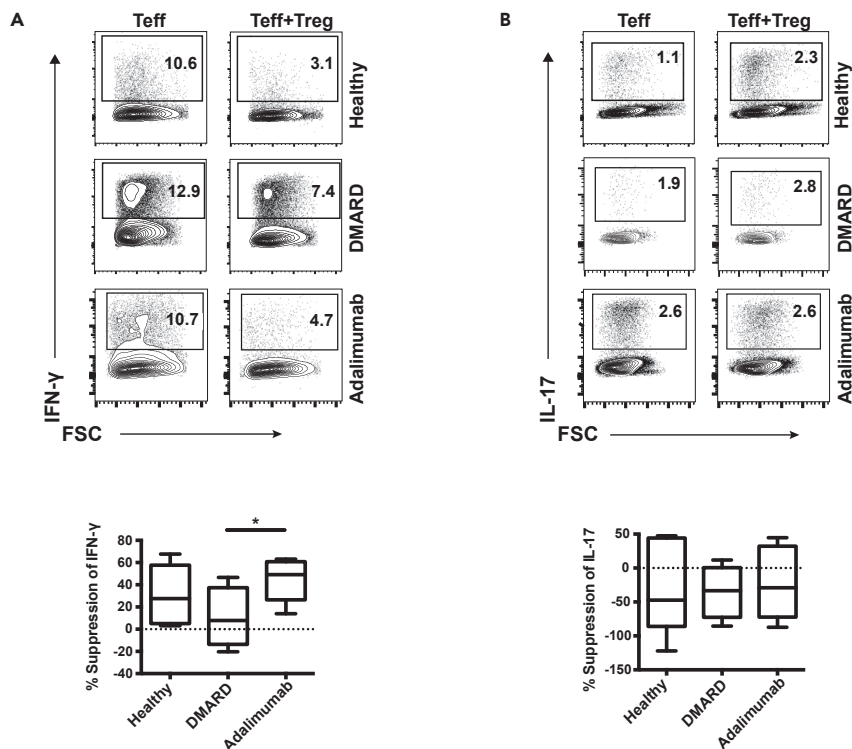 A
Teff
Teff+Treg
10.6
3.1
Healthy
12.9
7.4
DMARD
10.7
4.7
Adalimumab
IFN-γ
FSC
% Suppression of IFN-γ
80
60
40
20
0
-20
-40
*
Healthy
DMARD
Adalimumab
B
Teff
Teff+Treg
1.1
2.3
Healthy
1.9
2.8
DMARD
2.6
2.6
Adalimumab
IL-17
FSC
% Suppression of IL-17
50
0
-50
-100
-150
Healthy
DMARD
Adalimumab